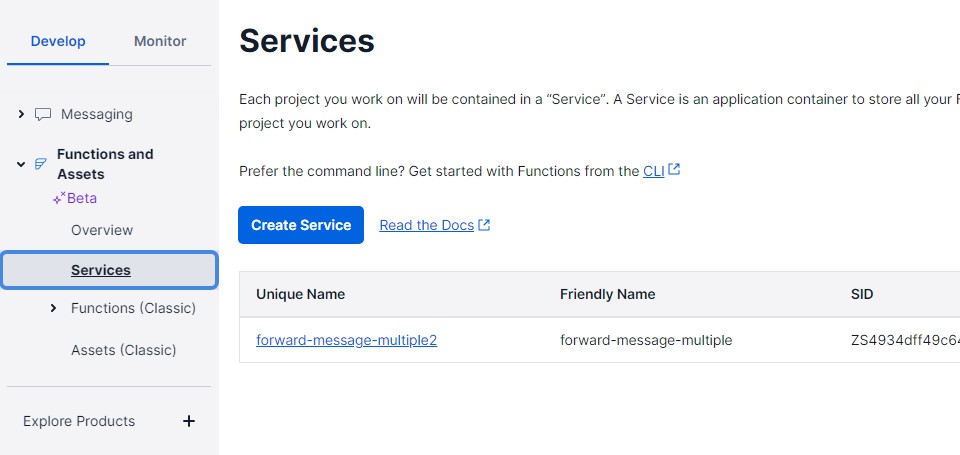 Develop
Monitor
Messaging
Functions and
Assets
Beta
Overview
Services
Functions (Classic)
Assets (Classic)
Explore Products
Services
Each project you work on will be contained in a “Service”. A Service is an application container to store all your
project you work on.
Prefer the command line? Get started with Functions from the CLI
Create Service
Read the Docs
Unique Name
Friendly Name
SID
forward-message-multiple2
forward-message-multiple
ZS4934dff49c64